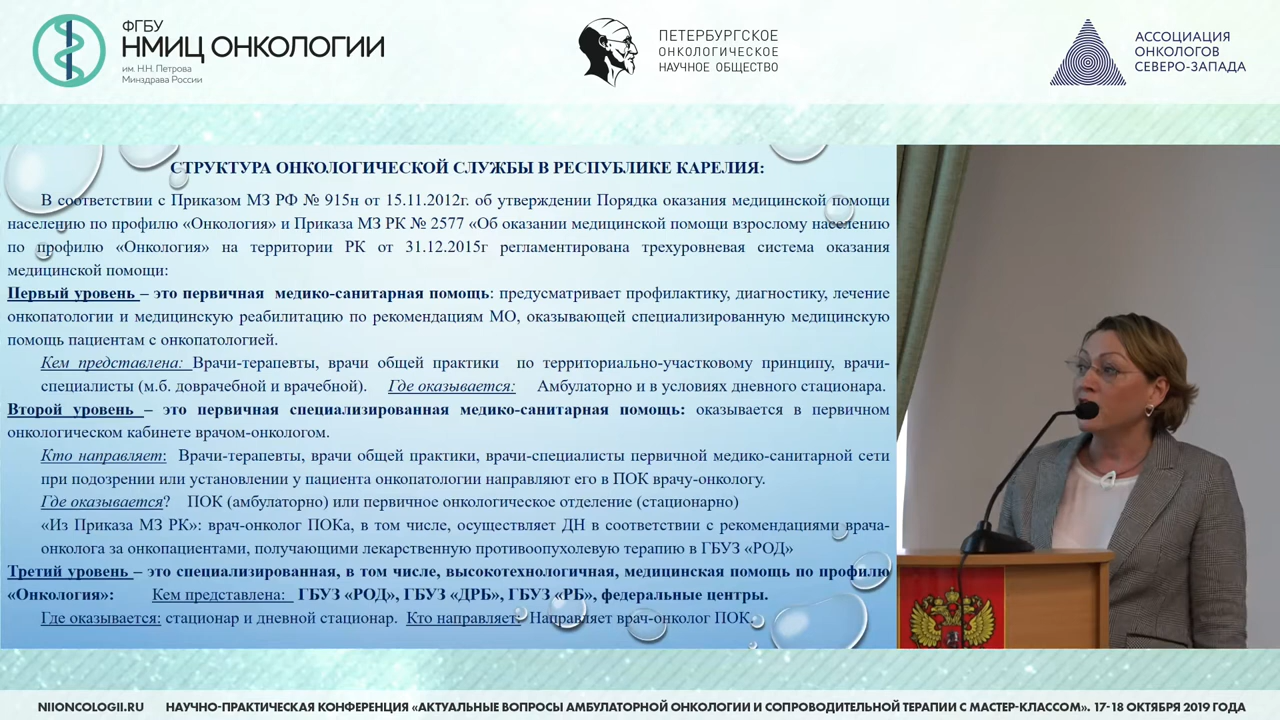 ФГБУ
НМИЦ ОНКОЛОГИИ
им. Н.Н. Петрова
Минздрава России
ПЕТЕРБУРГСКОЕ
ОНКОЛОГИЧЕСКОЕ
НАУЧНОЕ ОБЩЕСТВО
АССОЦИАЦИЯ
ОНКОЛОГОВ
СЕВЕРО-ЗАПАДА
СТРУКТУРА ОНКОЛОГИЧЕСКОЙ СЛУЖБЫ В РЕСПУБЛИКЕ КАРЕЛИЯ:
В соответствии с Приказом МЗ РФ № 915н от 15.11.2012г. об утверждении Порядка оказания медицинской помощи
населению по профилю «Онкология» и Приказа МЗ РК № 2577 «Об оказании медицинской помощи взрослому населению
по профилю «Онкология» на территории РК от 31.12.2015г регламентирована трехуровневая система оказания
медицинской помощи:
Первый уровень – это первичная медико-санитарная помощь: предусматривает профилактику, диагностику, лечение
онкопатологии и медицинскую реабилитацию по рекомендациям МО, оказывающей специализированную медицинскую
помощь пациентам с онкопатологией.
Кем представлена: Врачи-терапевты, врачи общей практики по территориально-участковому принципу, врачи-
специалисты (м.б. доврачебной и врачебной). Где оказывается: Амбулаторно и в условиях дневного стационара.
Второй уровень – это первичная специализированная медико-санитарная помощь: оказывается в первичном
онкологическом кабинете врачом-онкологом.
Кто направляет: Врачи-терапевты, врачи общей практики, врачи-специалисты первичной медико-санитарной сети
при подозрении или установлении у пациента онкопатологии направляют его в ПОК врачу-онкологу.
Где оказывается? ПОК (амбулаторно) или первичное онкологическое отделение (стационарно)
«Из Приказа МЗ РК»: врач-онколог ПОКа, в том числе, осуществляет ДН в соответствии с рекомендациями врача-
онколога за онкопациентами, получающими лекарственную противоопухолевую терапию в ГБУЗ «РОД»
Третий уровень – это специализированная, в том числе, высокотехнологичная, медицинская помощь по профилю
«Онкология»: Кем представлена: ГБУЗ «РОД», ГБУЗ «ДРБ», ГБУЗ «РБ», федеральные центры.
Где оказывается: стационар и дневной стационар. Кто направляет: Направляет врач-онколог ПОК.
NIIONCOLOGII.RU НАУЧНО-ПРАКТИЧЕСКАЯ КОНФЕРЕНЦИЯ «АКТУАЛЬНЫЕ ВОПРОСЫ АМБУЛАТОРНОЙ ОНКОЛОГИИ И СОПРОВОДИТЕЛЬНОЙ ТЕРАПИИ С МАСТЕР-КЛАССОМ». 17-18 ОКТЯБРЯ 2019 ГОДА